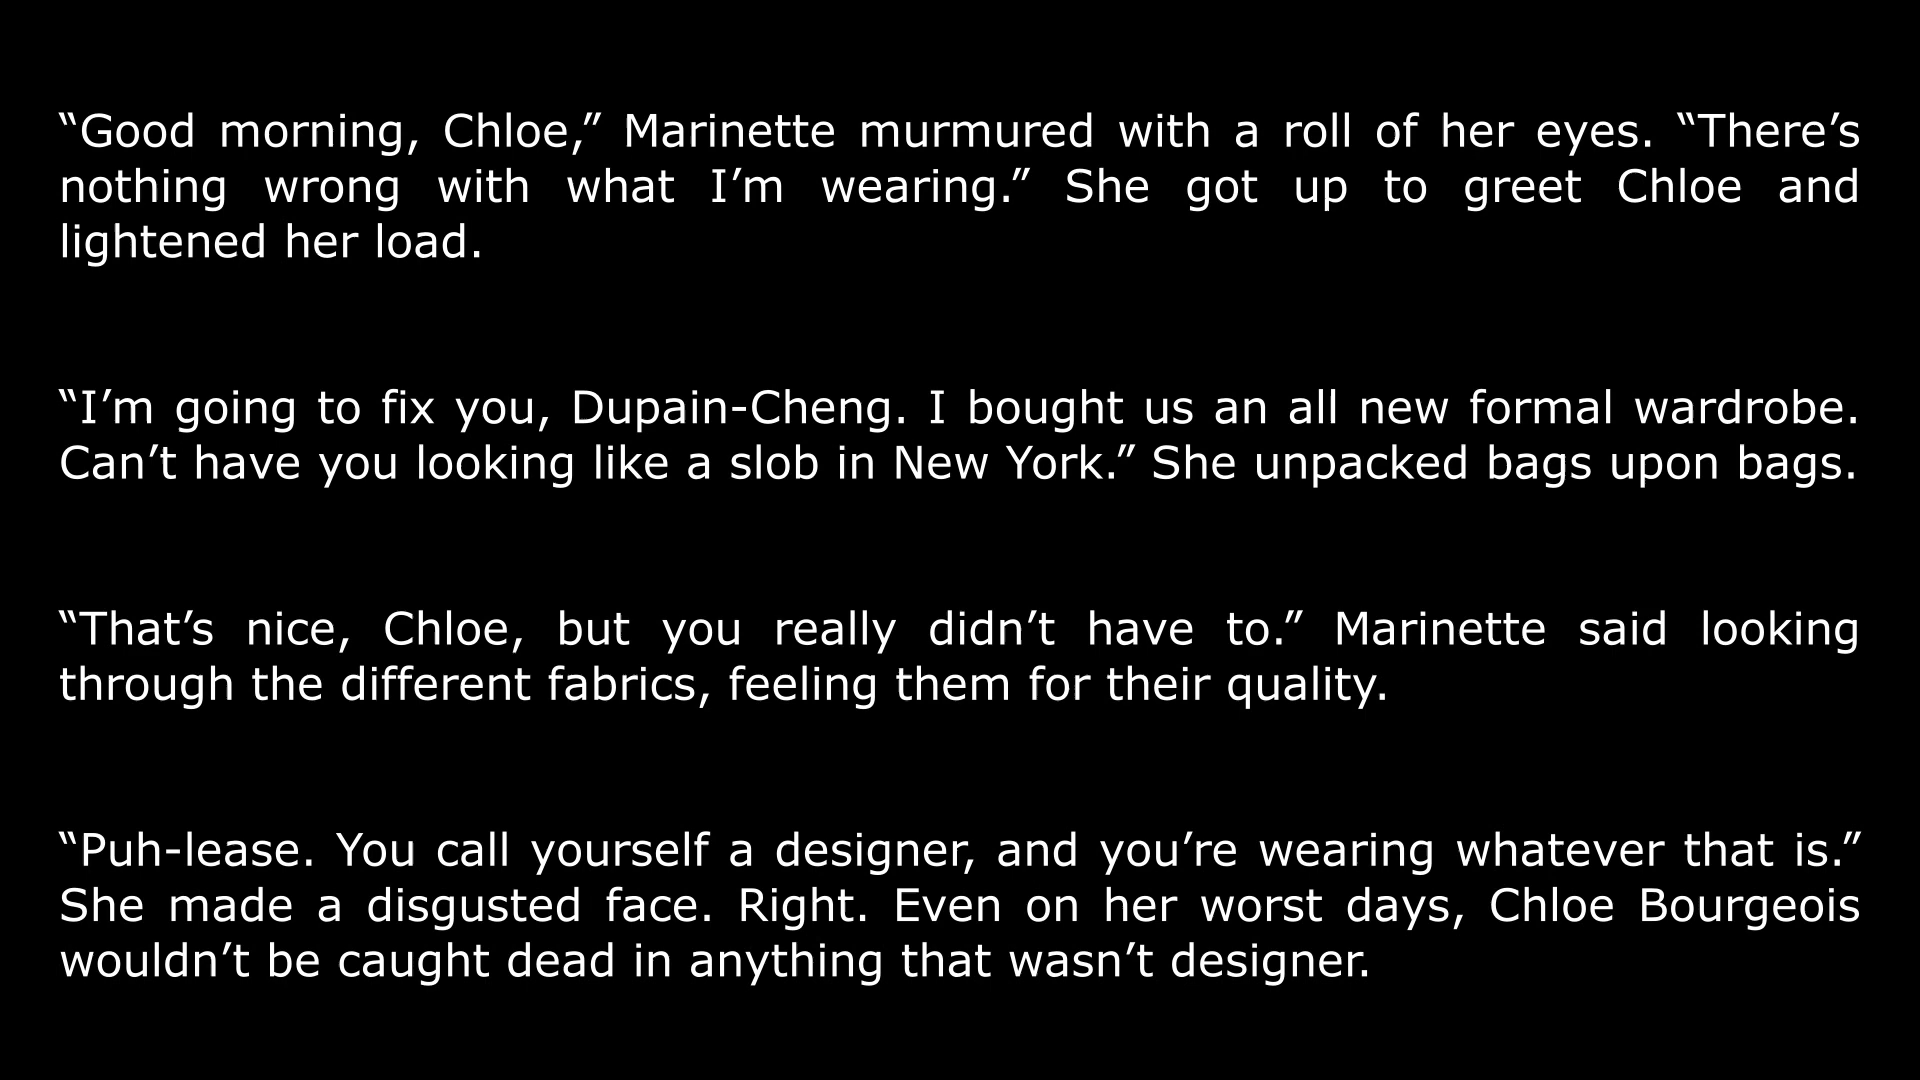 “Good morning, Chloe,” Marinette murmured with a roll of her eyes. “There’s
nothing wrong with what I’m wearing.” She got up to greet Chloe and
lightened her load.
“I’m going to fix you, Dupain-Cheng. I bought us an all new formal wardrobe.
Can’t have you looking like a slob in New York.” She unpacked bags upon bags.
“That’s nice, Chloe, but you really didn’t have to.” Marinette said looking
through the different fabrics, feeling them for their quality.
“Puh-lease. You call yourself a designer, and you’re wearing whatever that is.”
She made a disgusted face. Right. Even on her worst days, Chloe Bourgeois
wouldn’t be caught dead in anything that wasn’t designer.